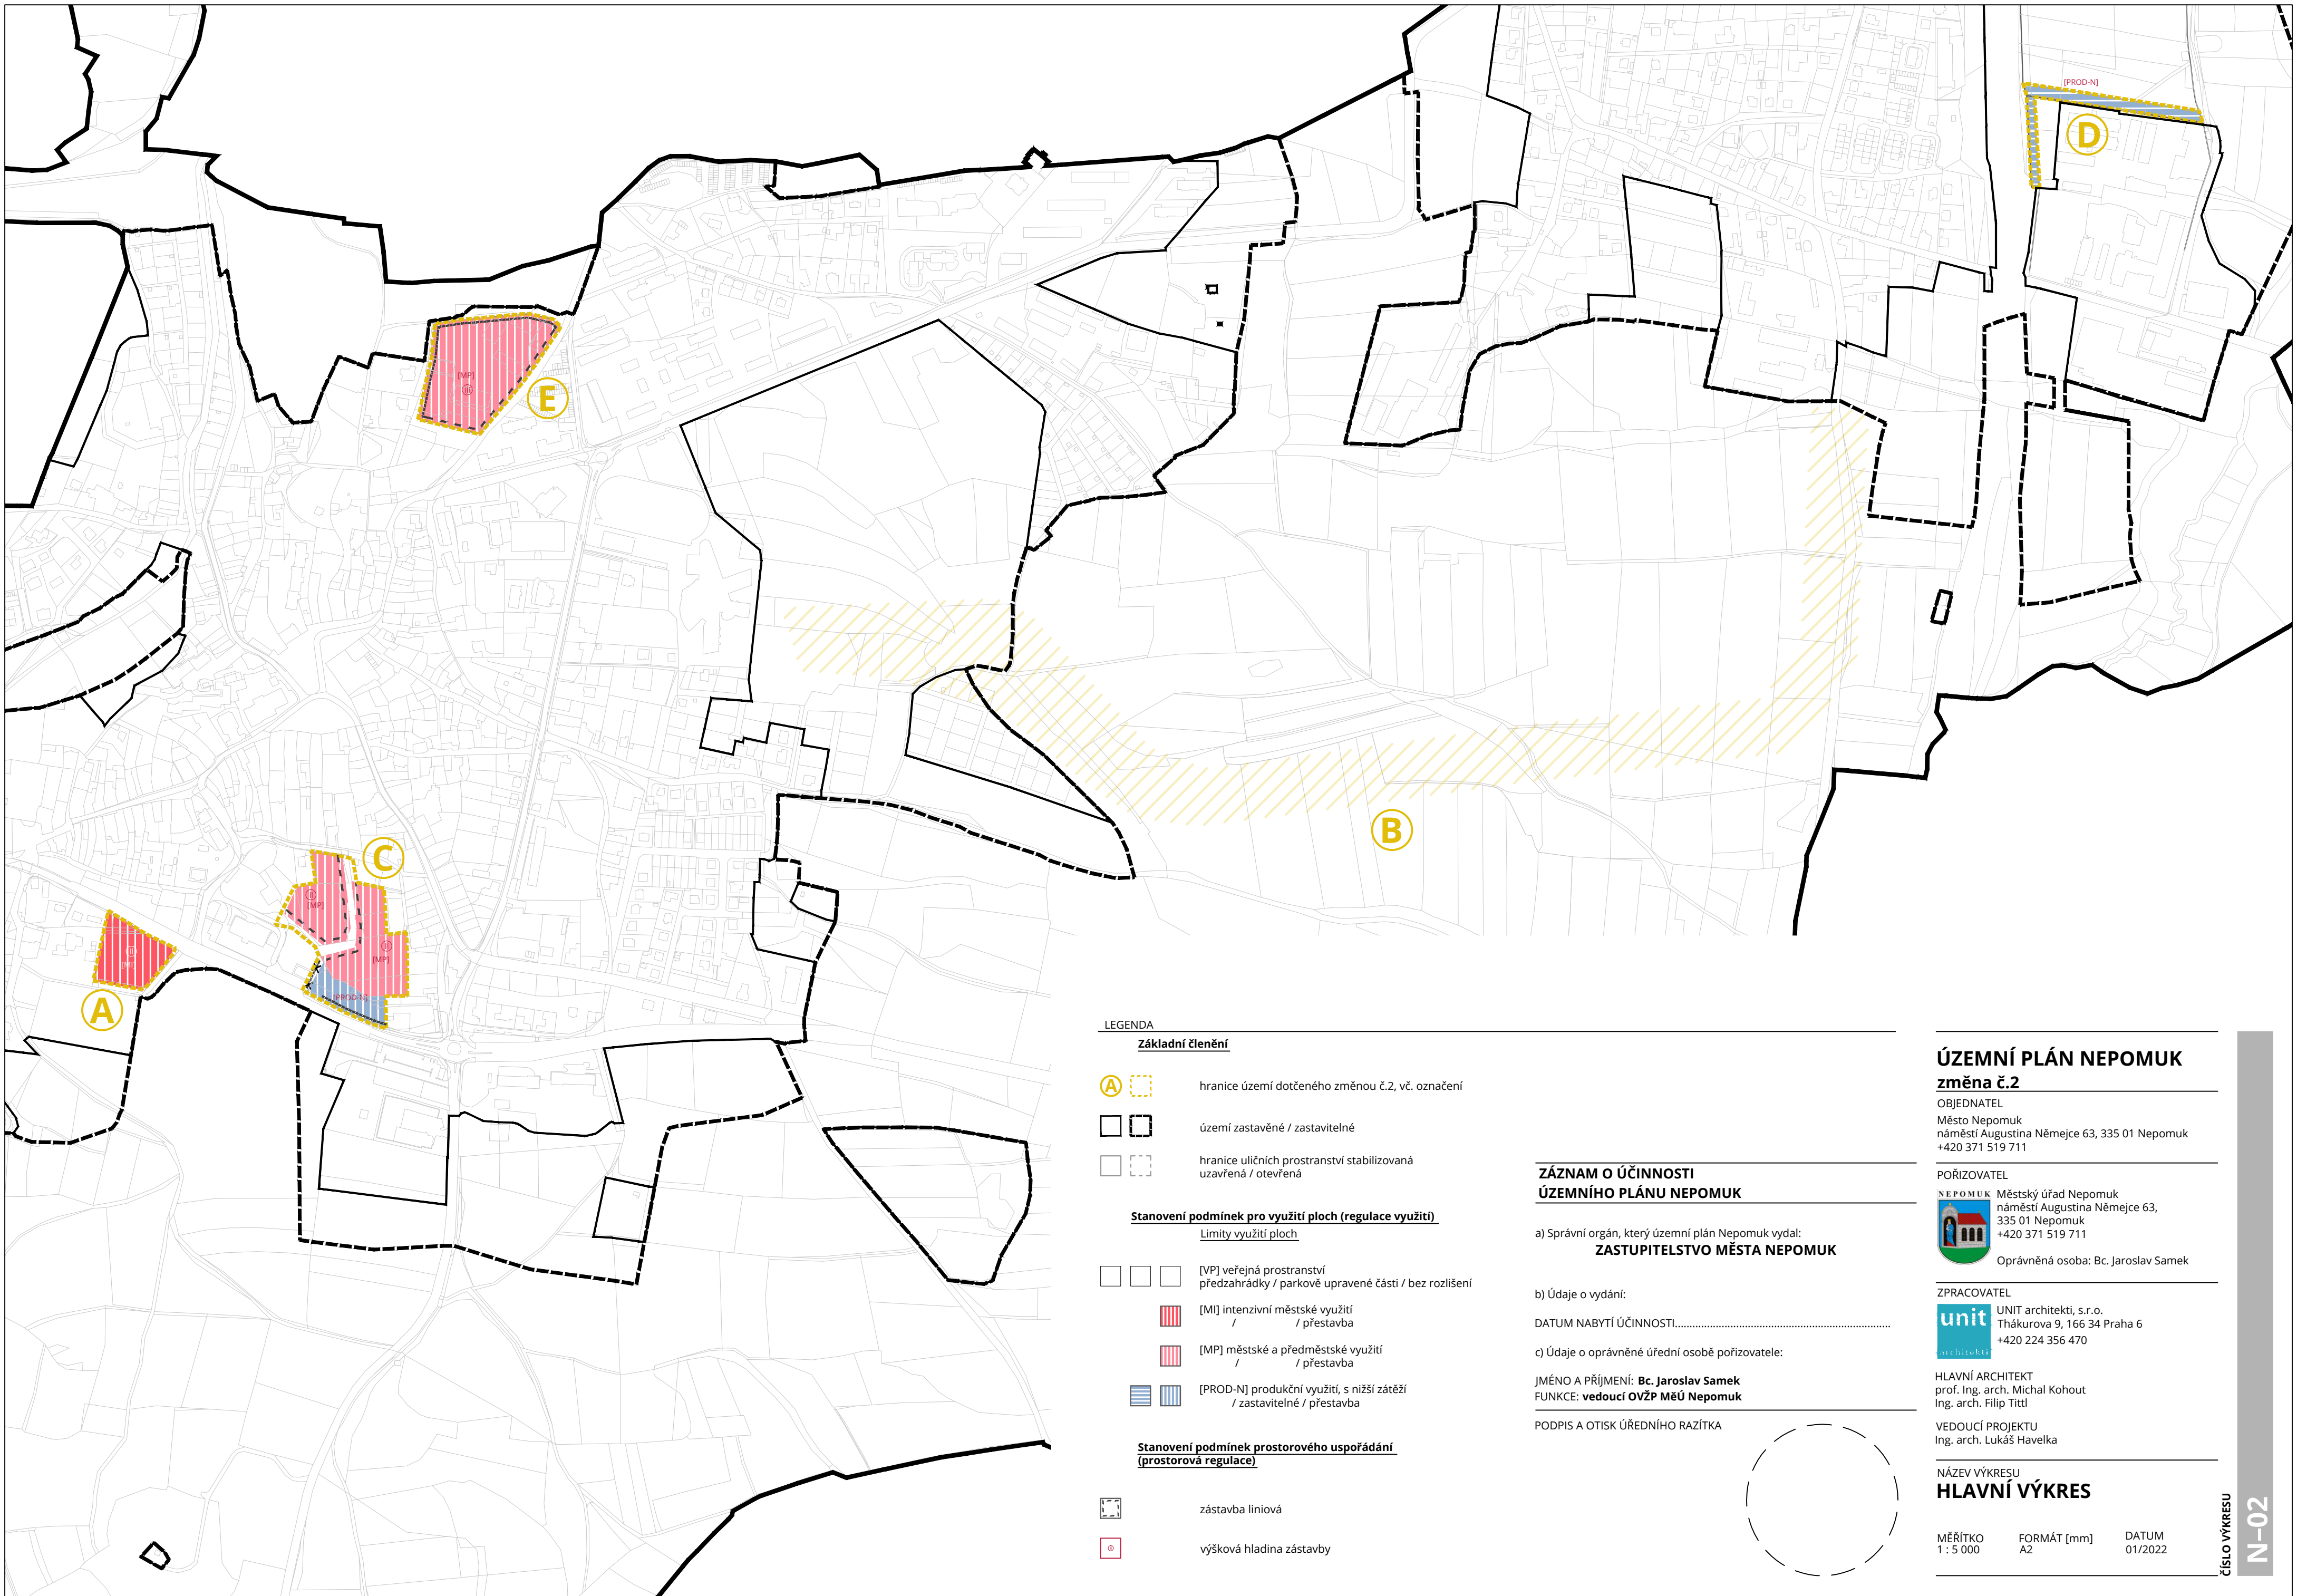 [PROD-N]
D
[MP]
E
B
C
[MP]
[MP]
[PROD-N]
[MI]
A
LEGENDA
Základní členění
A
hranice území dotčeného změnou č.2, vč. označení
území zastavěné / zastavitelné
hranice uličních prostranství stabilizovaná
uzavřená / otevřená
Stanovení podmínek pro využití ploch (regulace využití)
Limity využití ploch
[VP] veřejná prostranství
předzahrádky / parkově upravené části / bez rozlišení
[MI] intenzivní městské využití
/ / přestavba
[MP] městské a předměstské využití
/ / přestavba
[PROD-N] produkční využití, s nižší zátěží
/ zastavitelné / přestavba
Stanovení podmínek prostorového uspořádání
(prostorová regulace)
zástavba liniová
výšková hladina zástavby
ZÁZNAM O ÚČINNOSTI
ÚZEMNÍHO PLÁNU NEPOMUK
a) Správní orgán, který územní plán Nepomuk vydal:
ZASTUPITELSTVO MĚSTA NEPOMUK
b) Údaje o vydání:
DATUM NABYTÍ ÚČINNOSTI..........................................................................
c) Údaje o oprávněné úřední osobě pořizovatele:
JMÉNO A PŘÍJMENÍ: Bc. Jaroslav Samek
FUNKCE: vedoucí OVŽP MěÚ Nepomuk
PODPIS A OTISK ÚŘEDNÍHO RAZÍTKA
ÚZEMNÍ PLÁN NEPOMUK
změna č.2
OBJEDNATEL
Město Nepomuk
náměstí Augustina Němejce 63, 335 01 Nepomuk
+420 371 519 711
POŘIZOVATEL
NEPOMUK
Městský úřad Nepomuk
náměstí Augustina Němejce 63,
335 01 Nepomuk
+420 371 519 711
Oprávněná osoba: Bc. Jaroslav Samek
ZPRACOVATEL
unit
architekti
UNIT architekti, s.r.o.
Thákurova 9, 166 34 Praha 6
+420 224 356 470
HLAVNÍ ARCHITEKT
prof. Ing. arch. Michal Kohout
Ing. arch. Filip Tittl
VEDOUCÍ PROJEKTU
Ing. arch. Lukáš Havelka
NÁZEV VÝKRESU
HLAVNÍ VÝKRES
MĚŘÍTKO
1 : 5 000
FORMÁT [mm]
A2
DATUM
01/2022
ČÍSLO VÝKRESU
N–02